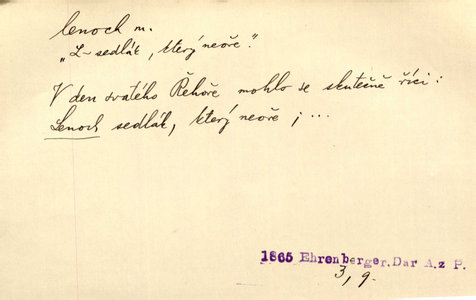 lenoch m.
„L-sedlák, který neoře."
V den svatého Řehoře mohlo se skutečně říci:
Lenoch sedlák, který neoře; ...
1865 Ehrenberger.Dar A.z P.
3, 9.